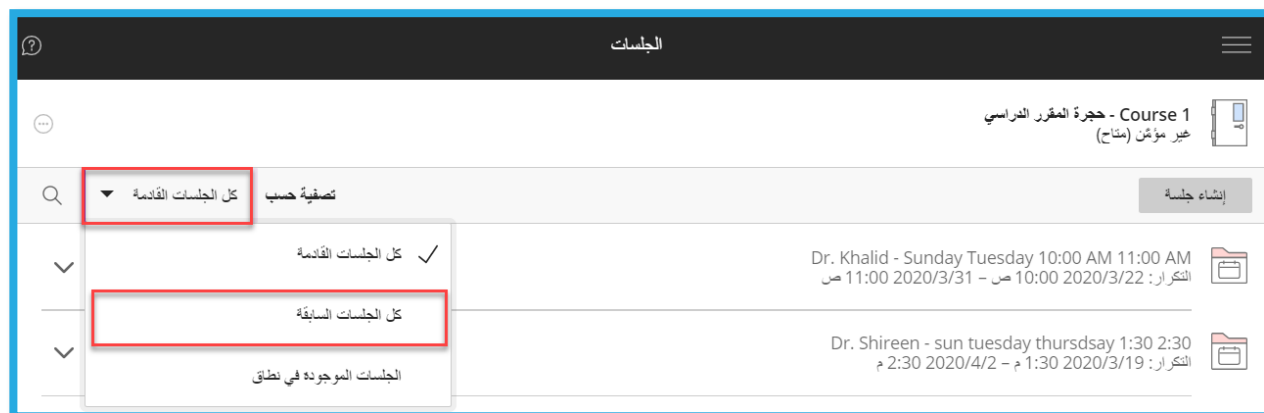 الجلسات
Course 1 - حجرة المقرر الدراسي
غير مؤمّن (متاح)
إنشاء جلسة
تصفية حسب
كل الجلسات القادمة
كل الجلسات القادمة
كل الجلسات السابقة
الجلسات الموجودة في نطاق
Dr. Khalid - Sunday Tuesday 10:00 AM 11:00 AM
التكرار: 2020/3/22 10:00 ص – 2020/3/31 11:00 ص
Dr. Shireen - sun tuesday thursdsay 1:30 2:30
التكرار: 2020/3/19 1:30 م – 2020/4/2 2:30 م